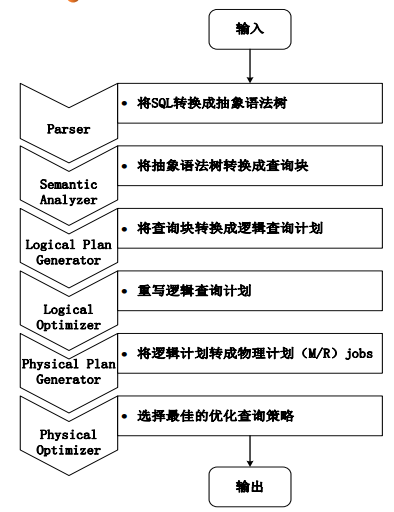 输入
• 将SQL转换成抽象语法树
Parser
• 将抽象语法树转换成查询块
Semantic
Analyzer
• 将查询块转换成逻辑查询计划
Logical Plan
Generator
• 重写逻辑查询计划
Logical
Optimizer
• 将逻辑计划转成物理计划（M/R）jobs
Physical Plan
Generator
• 选择最佳的优化查询策略
Physical
Optimizer
输出